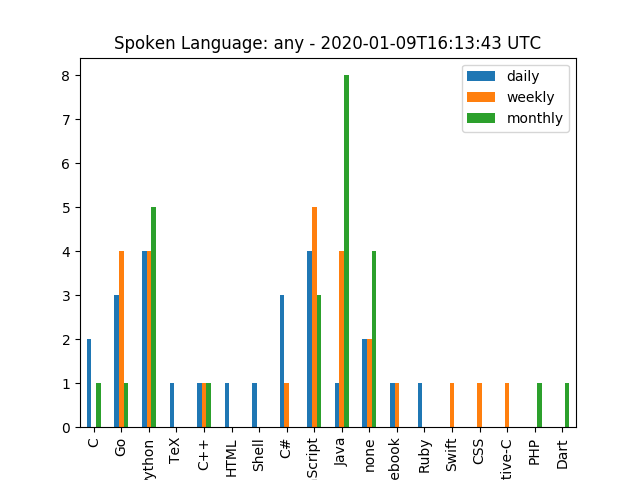 Spoken Language: any - 2020-01-09T16:13:43 UTC
daily
weekly
monthly
8
7
6
5
4
3
2
1
0
C
Go
ython
TeX
C++
HTML
Shell
C#
Script
Java
none
ebook
Ruby
Swift
CSS
tive-C
PHP
Dart